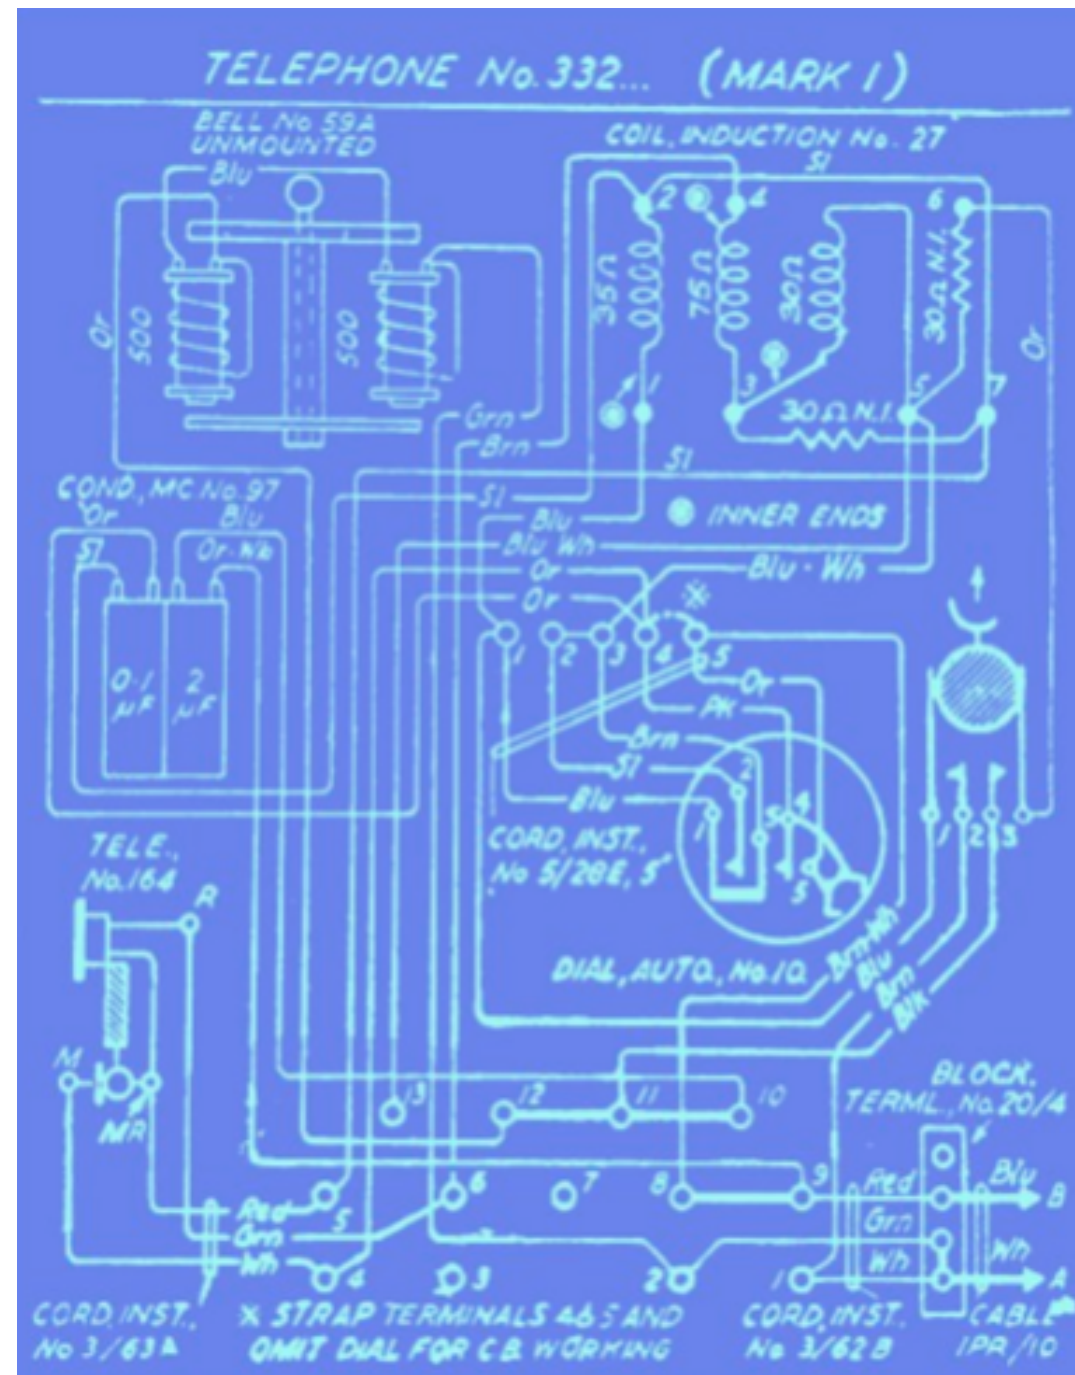 TELEPHONE No. 332... (MARK 1)
BELL No 59A
UNMOUNTED
COIL, INDUCTION No. 27
Blu
Sl
2
4
6
Or
500
500
35Ω
75Ω
30Ω
30Ω N.I.
Or
1
3
5
7
30Ω N.I.
Grn
Brn
Sl
COND, MC No. 97
Or
Blu
Sl
Or-Wh
Sl
INNER ENDS
Blu
Blu Wh
Or
Blu-Wh
Or
1
2
3
4
5
0·1
μF
2
μF
Or
PK
Brn
Sl
Blu
1
2
3
4
5
CORD, INST.,
No 5/28E, 5"
1
2
3
TELE.,
No. 164
R
DIAL, AUTO., No. 10
Brn-Wh
Blu
Brn
Blk
M
MR
13
12
11
10
BLOCK,
TERML., No. 20/4
5
6
7
8
9
Red
Grn
Wh
Red
Grn
Wh
Blu
B
Wh
A
4
3
2
1
CORD, INST.,
No 3/63A
※ STRAP TERMINALS 4&5 AND
OMIT DIAL FOR C.B. WORKING
CORD, INST.,
No 3/62B
CABLE
1PR/10